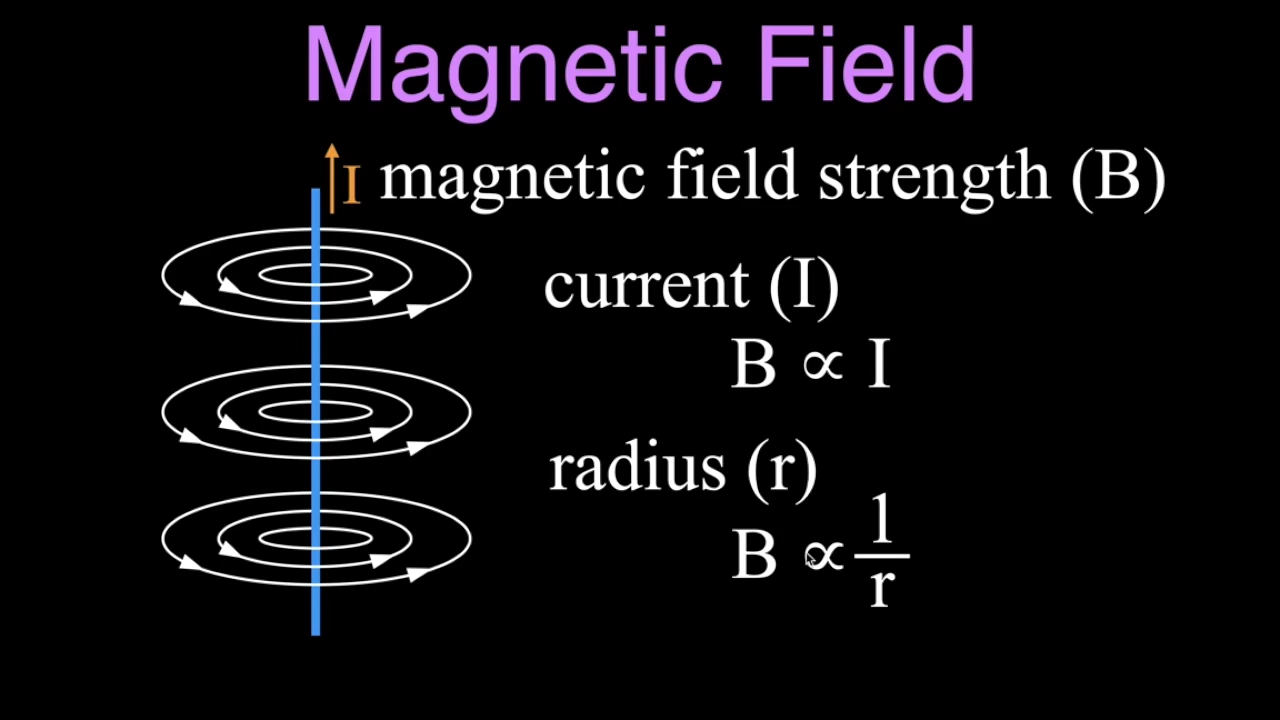 Magnetic Field
I magnetic field strength (B)
current (I)
B ∝ I
radius (r)
B ∝ 1/r